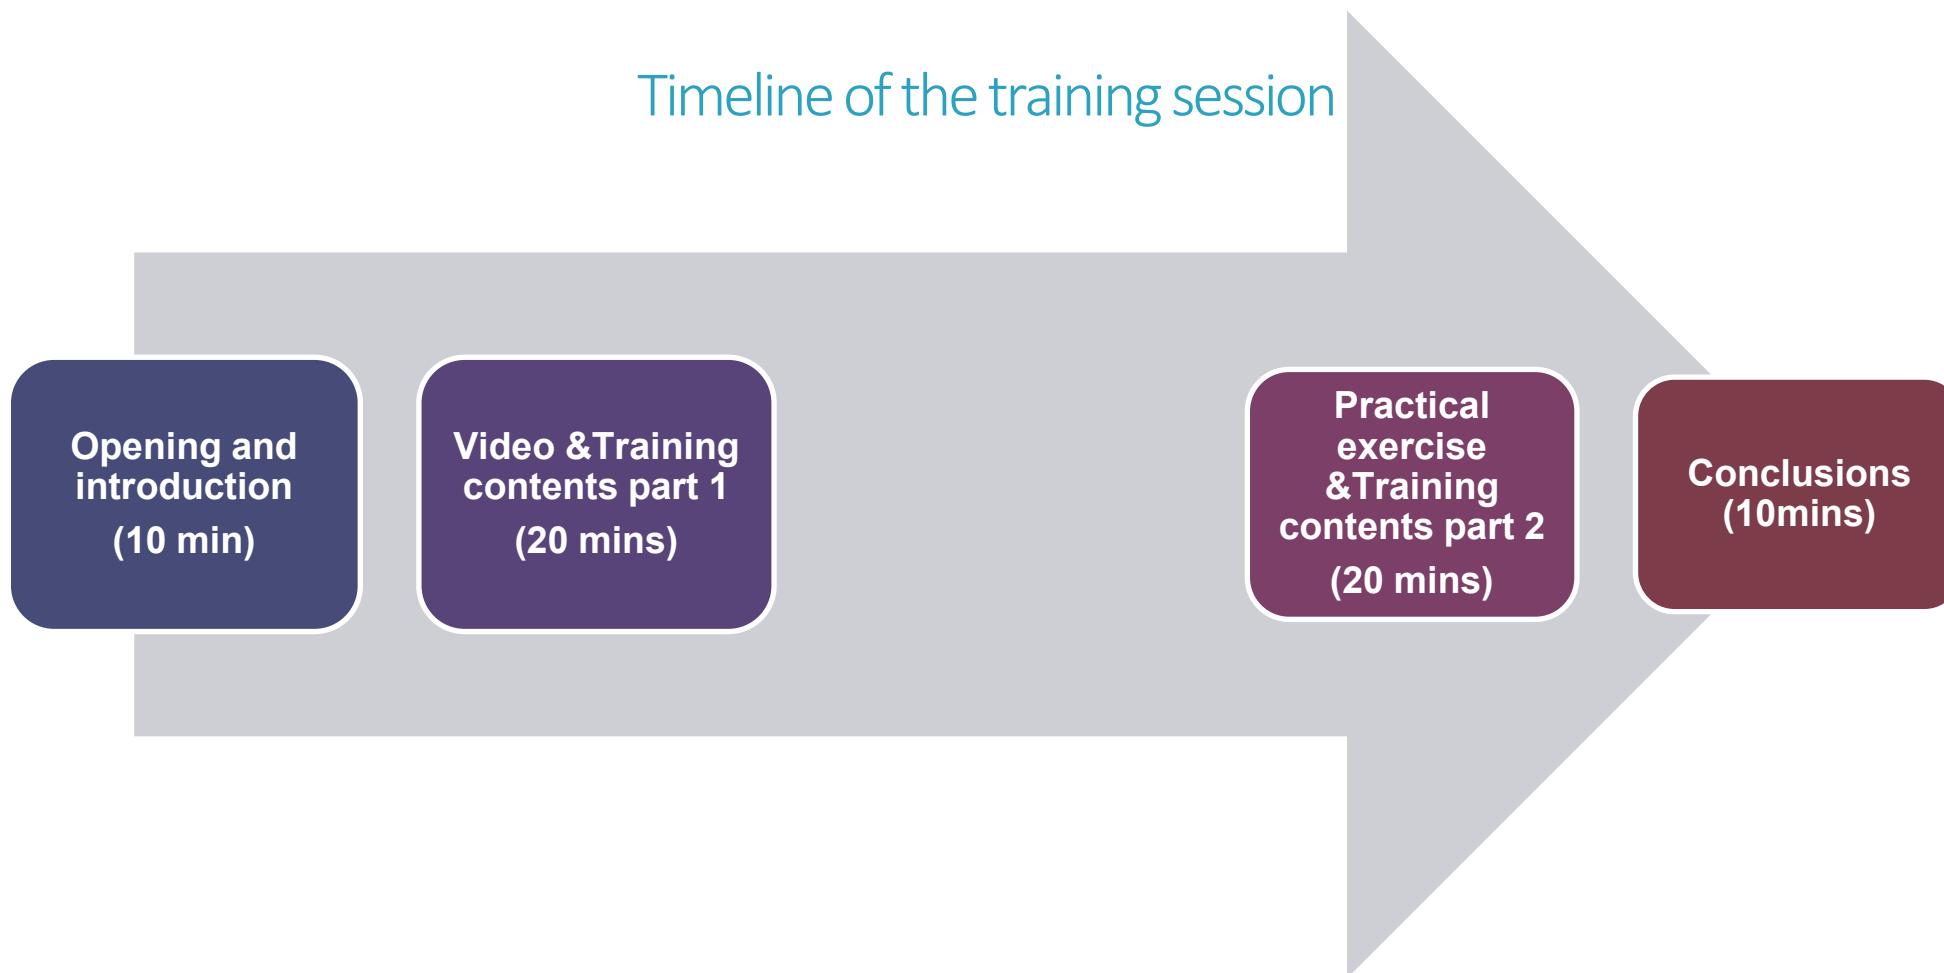 Timeline of the training session
Opening and
introduction
(10 min)
Video &Training
contents part 1
(20 mins)
Practical
exercise
&Training
contents part 2
(20 mins)
Conclusions
(10mins)